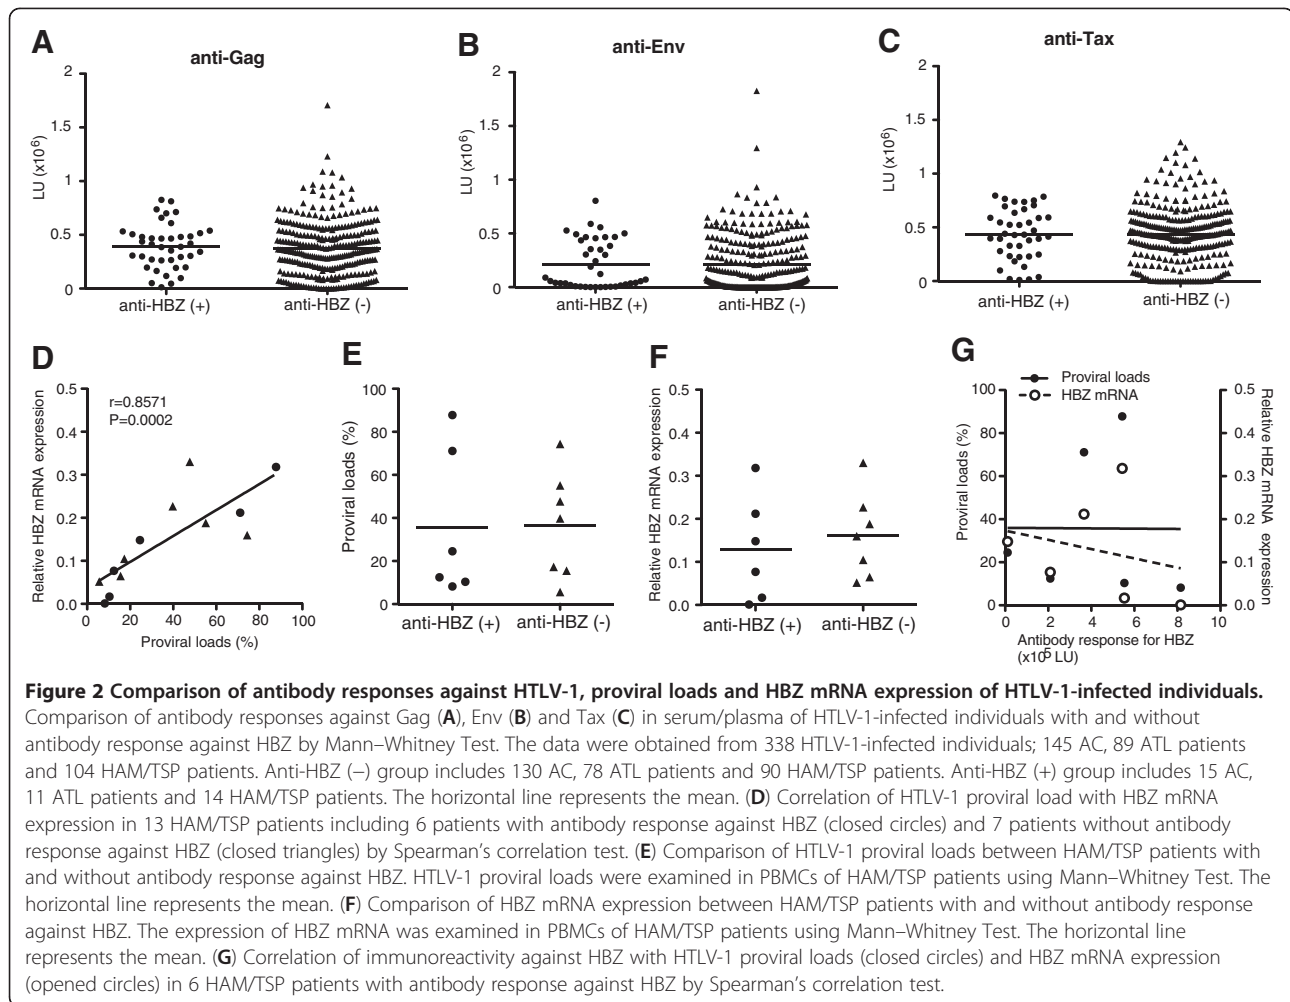 A
anti-Gag
2
1.5
1
0.5
0
LU (x10⁶)
anti-HBZ (+)
anti-HBZ (-)
B
anti-Env
2
1.5
1
0.5
0
LU (x10⁶)
anti-HBZ (+)
anti-HBZ (-)
C
anti-Tax
2
1.5
1
0.5
0
LU (x10⁶)
anti-HBZ (+)
anti-HBZ (-)
D
Relative HBZ mRNA expression
0.5
0.4
0.3
0.2
0.1
0.0
r=0.8571
P=0.0002
0 20 40 60 80 100
Proviral loads (%)
E
Proviral loads (%)
100
80
60
40
20
0
anti-HBZ (+)
anti-HBZ (-)
F
Relative HBZ mRNA expression
0.5
0.4
0.3
0.2
0.1
0.0
anti-HBZ (+)
anti-HBZ (-)
G
Proviral loads
HBZ mRNA
Proviral loads (%)
100
80
60
40
20
0
0.5
0.4
0.3
0.2
0.1
0.0
Relative HBZ mRNA expression
0 2 4 6 8 10
Antibody response for HBZ
(x10⁵ LU)
Figure 2 Comparison of antibody responses against HTLV-1, proviral loads and HBZ mRNA expression of HTLV-1-infected individuals.
Comparison of antibody responses against Gag (A), Env (B) and Tax (C) in serum/plasma of HTLV-1-infected individuals with and without
antibody response against HBZ by Mann–Whitney Test. The data were obtained from 338 HTLV-1-infected individuals; 145 AC, 89 ATL patients
and 104 HAM/TSP patients. Anti-HBZ (−) group includes 130 AC, 78 ATL patients and 90 HAM/TSP patients. Anti-HBZ (+) group includes 15 AC,
11 ATL patients and 14 HAM/TSP patients. The horizontal line represents the mean. (D) Correlation of HTLV-1 proviral load with HBZ mRNA
expression in 13 HAM/TSP patients including 6 patients with antibody response against HBZ (closed circles) and 7 patients without antibody
response against HBZ (closed triangles) by Spearman's correlation test. (E) Comparison of HTLV-1 proviral loads between HAM/TSP patients with
and without antibody response against HBZ. HTLV-1 proviral loads were examined in PBMCs of HAM/TSP patients using Mann–Whitney Test. The
horizontal line represents the mean. (F) Comparison of HBZ mRNA expression between HAM/TSP patients with and without antibody response
against HBZ. The expression of HBZ mRNA was examined in PBMCs of HAM/TSP patients using Mann–Whitney Test. The horizontal line
represents the mean. (G) Correlation of immunoreactivity against HBZ with HTLV-1 proviral loads (closed circles) and HBZ mRNA expression
(opened circles) in 6 HAM/TSP patients with antibody response against HBZ by Spearman's correlation test.